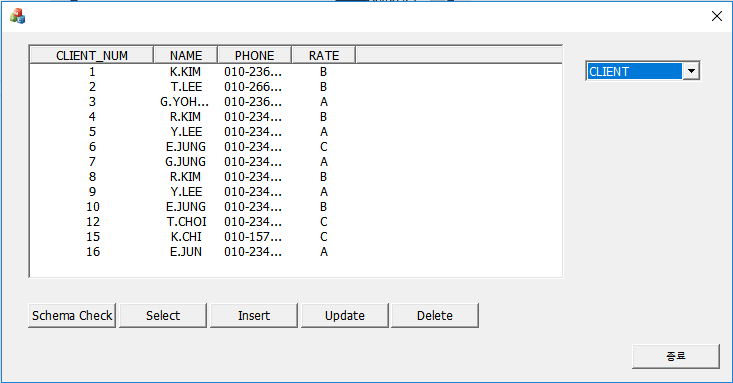 CLIENT_NUM NAME PHONE RATE
1 K.KIM 010-236... B
2 T.LEE 010-266... B
3 G.YOH... 010-236... A
4 R.KIM 010-234... B
5 Y.LEE 010-234... A
6 E.JUNG 010-234... C
7 G.JUNG 010-234... A
8 R.KIM 010-234... B
9 Y.LEE 010-234... A
10 E.JUNG 010-234... B
12 T.CHOI 010-234... C
15 K.CHI 010-157... C
16 E.JUN 010-234... A
CLIENT
Schema Check Select Insert Update Delete
종료